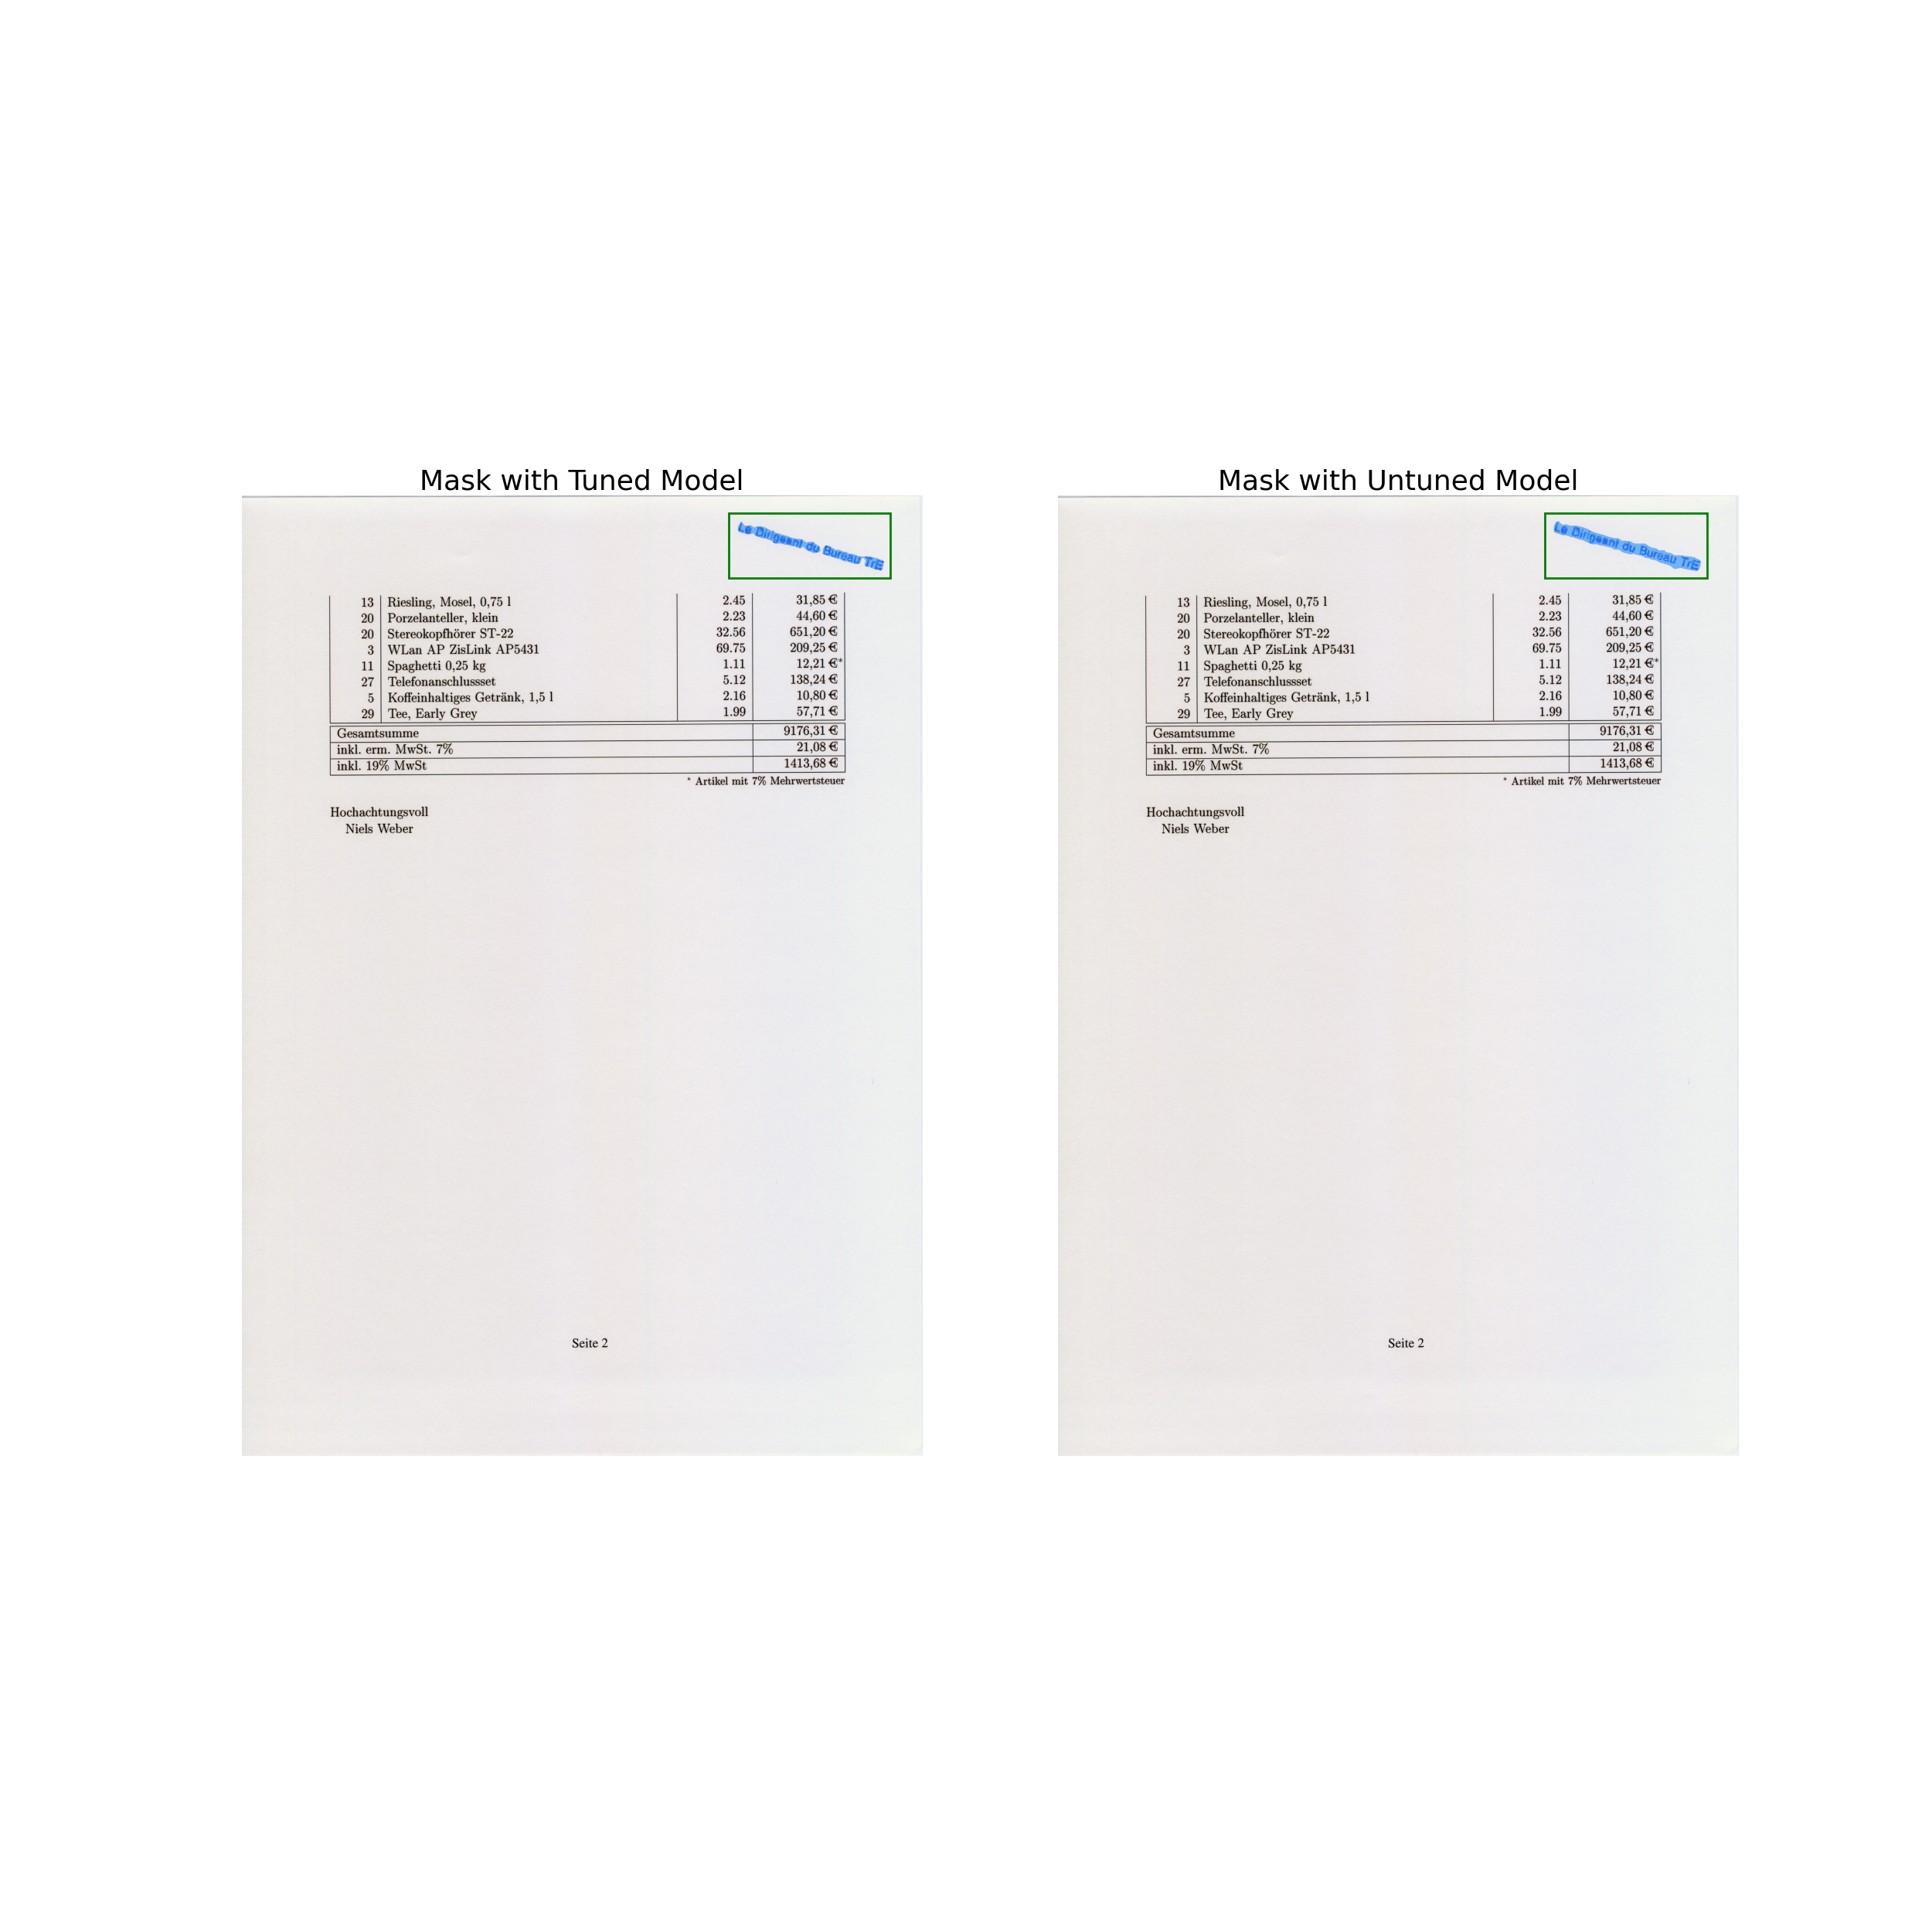 Mask with Tuned Model
Le Dirigeant du Bureau TrE
13 Riesling, Mosel, 0,75 l 2.45 31,85 €
20 Porzelanteller, klein 2.23 44,60 €
20 Stereokopfhörer ST-22 32.56 651,20 €
3 WLan AP ZisLink AP5431 69.75 209,25 €
11 Spaghetti 0,25 kg 1.11 12,21 €*
27 Telefonanschlussset 5.12 138,24 €
5 Koffeinhaltiges Getränk, 1,5 l 2.16 10,80 €
29 Tee, Early Grey 1.99 57,71 €
Gesamtsumme 9176,31 €
inkl. erm. MwSt. 7% 21,08 €
inkl. 19% MwSt 1413,68 €
* Artikel mit 7% Mehrwertsteuer
Hochachtungsvoll
Niels Weber
Seite 2
Mask with Untuned Model
Le Dirigeant du Bureau TrE
13 Riesling, Mosel, 0,75 l 2.45 31,85 €
20 Porzelanteller, klein 2.23 44,60 €
20 Stereokopfhörer ST-22 32.56 651,20 €
3 WLan AP ZisLink AP5431 69.75 209,25 €
11 Spaghetti 0,25 kg 1.11 12,21 €*
27 Telefonanschlussset 5.12 138,24 €
5 Koffeinhaltiges Getränk, 1,5 l 2.16 10,80 €
29 Tee, Early Grey 1.99 57,71 €
Gesamtsumme 9176,31 €
inkl. erm. MwSt. 7% 21,08 €
inkl. 19% MwSt 1413,68 €
* Artikel mit 7% Mehrwertsteuer
Hochachtungsvoll
Niels Weber
Seite 2